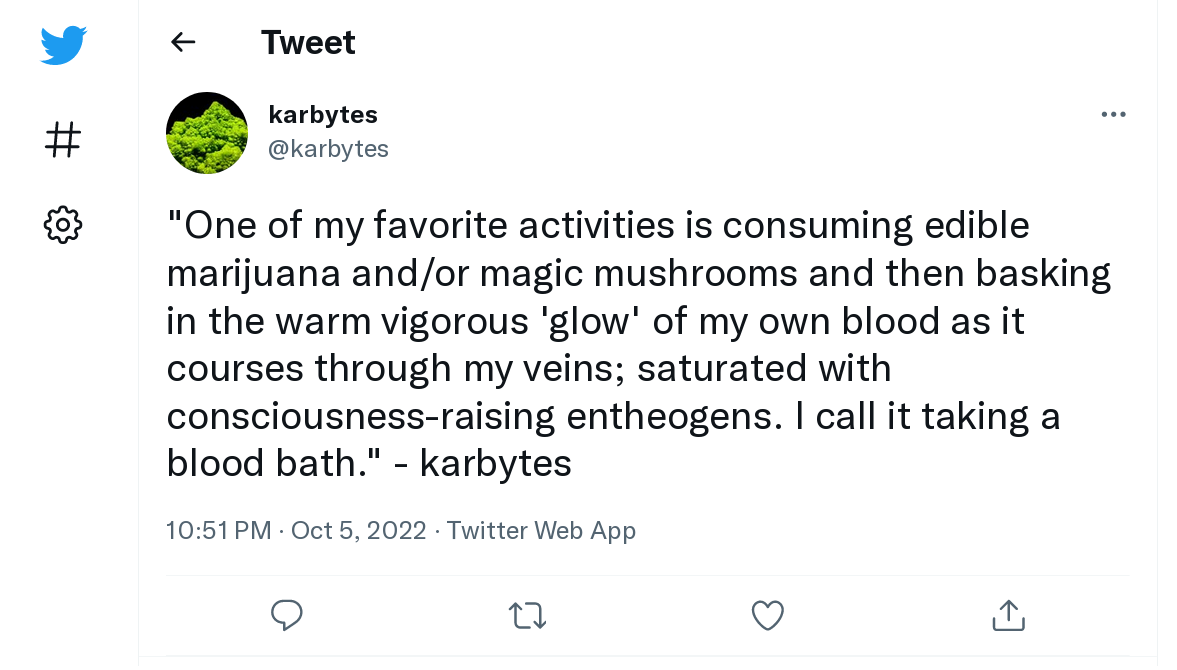 Tweet
karbytes
@karbytes
"One of my favorite activities is consuming edible
marijuana and/or magic mushrooms and then basking
in the warm vigorous 'glow' of my own blood as it
courses through my veins; saturated with
consciousness-raising entheogens. I call it taking a
blood bath." - karbytes
10:51 PM · Oct 5, 2022 · Twitter Web App